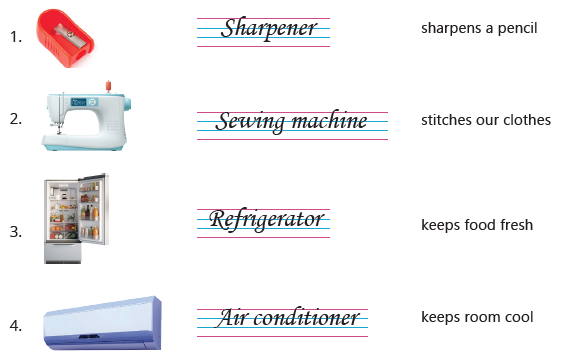 1. Sharpener sharpens a pencil
2. Sewing machine stitches our clothes
3. Refrigerator keeps food fresh
4. Air conditioner keeps room cool